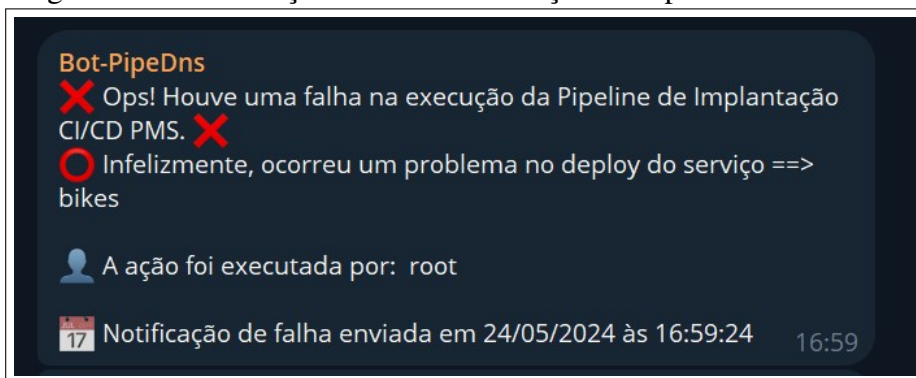 Bot-PipeDns
❌ Ops! Houve uma falha na execução da Pipeline de Implantação
CI/CD PMS. ❌
⭕ Infelizmente, ocorreu um problema no deploy do serviço ==>
bikes
👤 A ação foi executada por: root
📅 Notificação de falha enviada em 24/05/2024 às 16:59:24
16:59